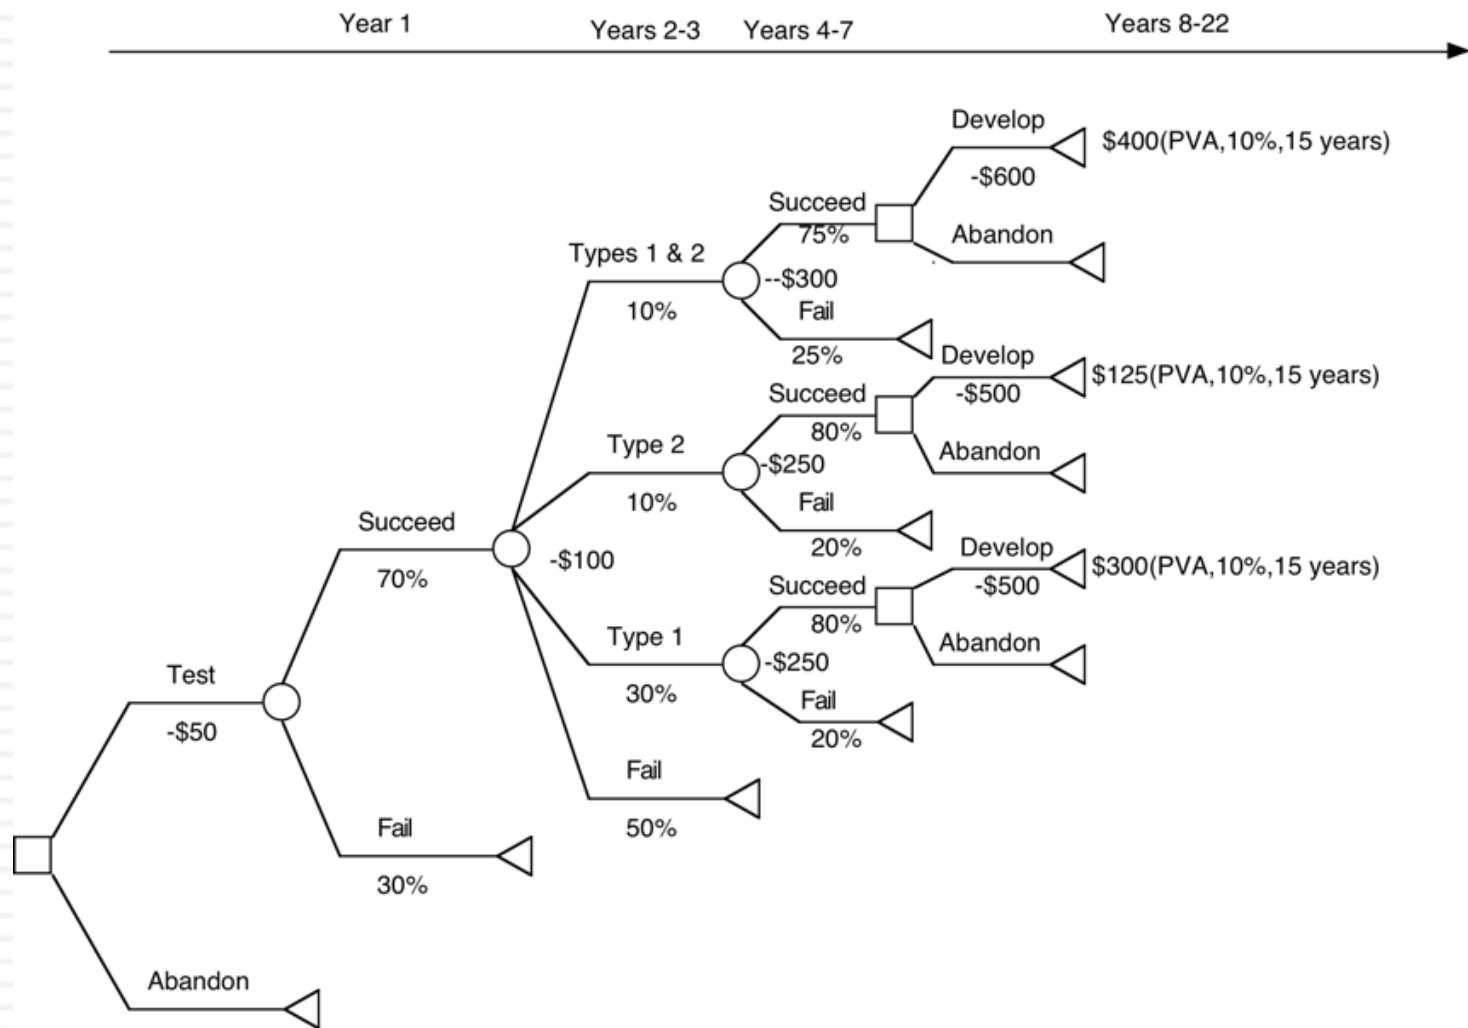 Year 1
Years 2-3
Years 4-7
Years 8-22
Develop
$400(PVA,10%,15 years)
-$600
Succeed
75%
Abandon
Types 1 & 2
10%
--$300
Fail
25%
Develop
$125(PVA,10%,15 years)
-$500
Succeed
80%
Abandon
Type 2
10%
-$250
Fail
20%
Succeed
70%
-$100
Develop
$300(PVA,10%,15 years)
-$500
Succeed
80%
Abandon
Type 1
30%
-$250
Fail
20%
Test
-$50
Fail
50%
Fail
30%
Abandon